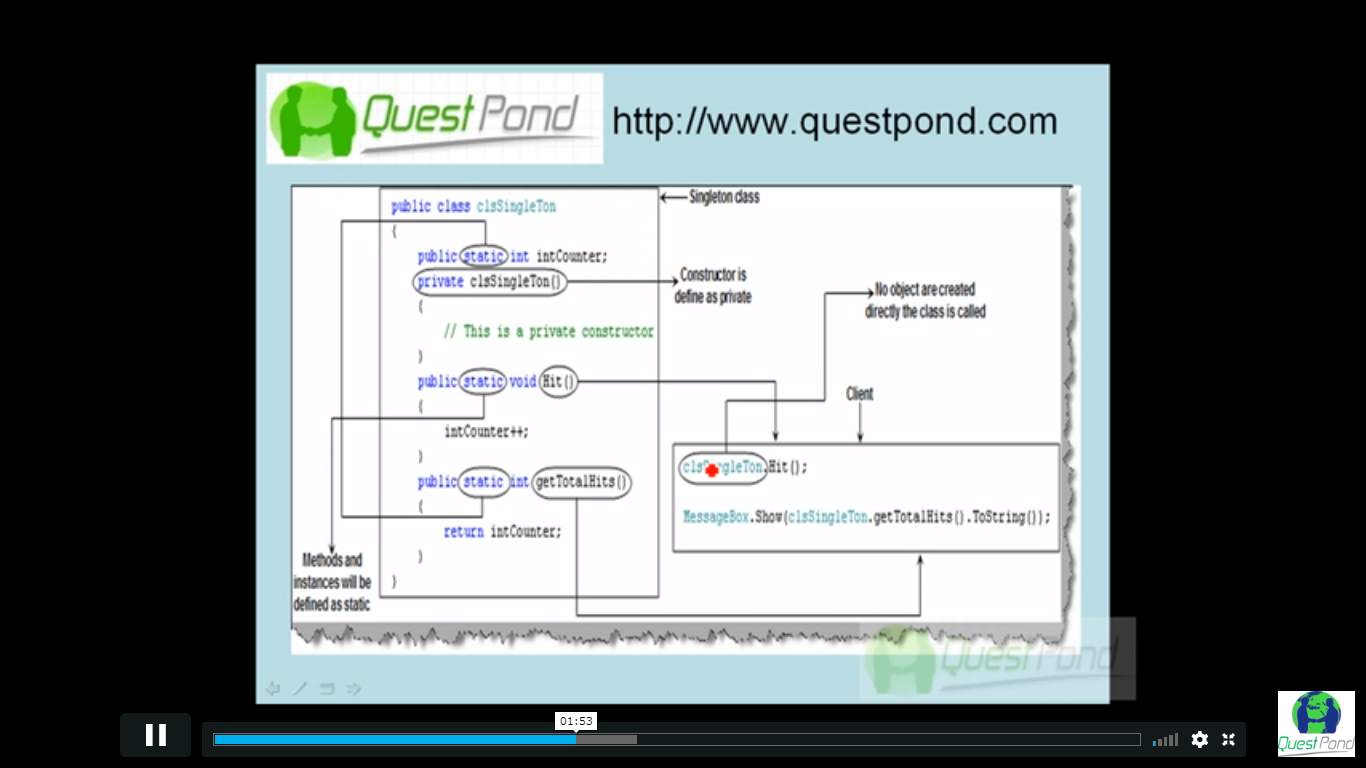 QuestPond
http://www.questpond.com
Singleton class
public class clsSingleTon
{
public static int intCounter;
private clsSingleTon()
{
// This is a private constructor
}
public static void Hit()
{
intCounter++;
}
public static int getTotalHits()
{
return intCounter;
}
}
Constructor is
define as private
No object are created
directly the class is called
Client
clsSingleTon.Hit();
MessageBox.Show(clsSingleTon.getTotalHits().ToString());
Methods and
instances will be
defined as static
QuestPond
01:53
QuestPond